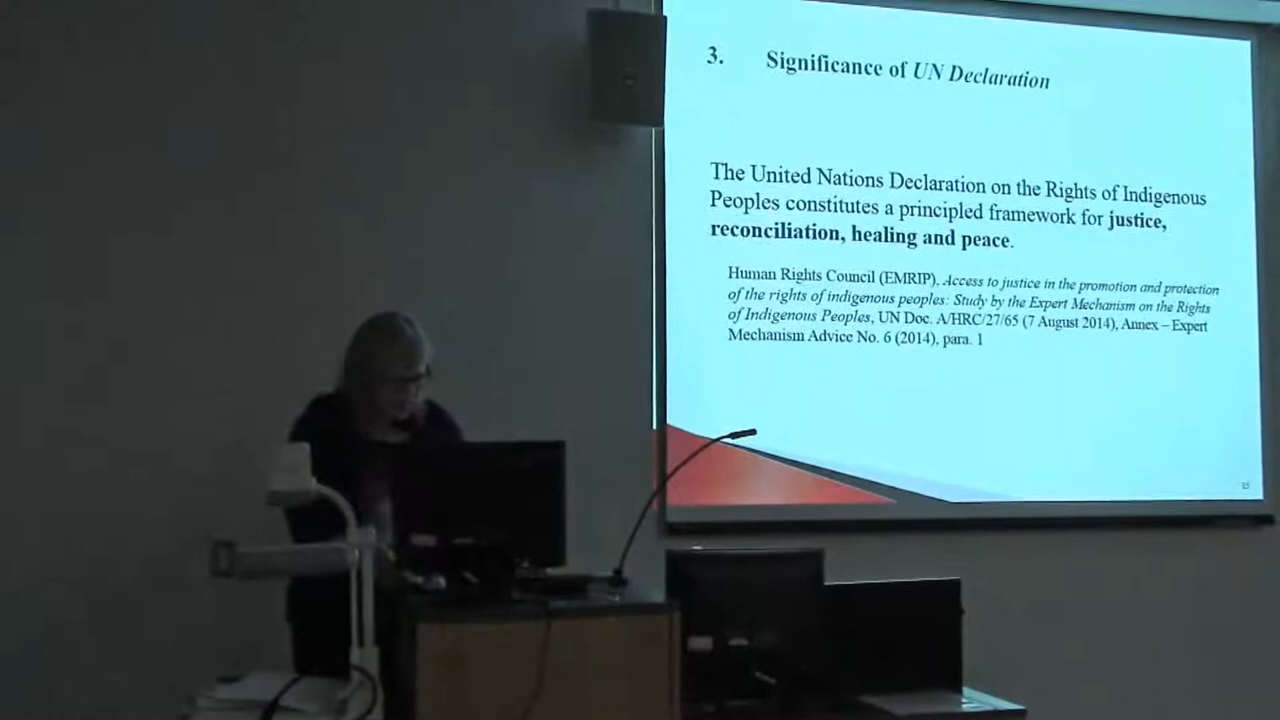 3. Significance of UN Declaration
The United Nations Declaration on the Rights of Indigenous
Peoples constitutes a principled framework for justice,
reconciliation, healing and peace.
Human Rights Council (EMRIP), Access to justice in the promotion and protection
of the rights of indigenous peoples: Study by the Expert Mechanism on the Rights
of Indigenous Peoples, UN Doc. A/HRC/27/65 (7 August 2014), Annex – Expert
Mechanism Advice No. 6 (2014), para. 1